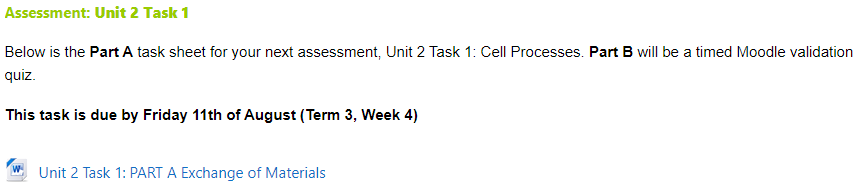 Assessment: Unit 2 Task 1
Below is the Part A task sheet for your next assessment, Unit 2 Task 1: Cell Processes. Part B will be a timed Moodle validation
quiz.
This task is due by Friday 11th of August (Term 3, Week 4)
Unit 2 Task 1: PART A Exchange of Materials